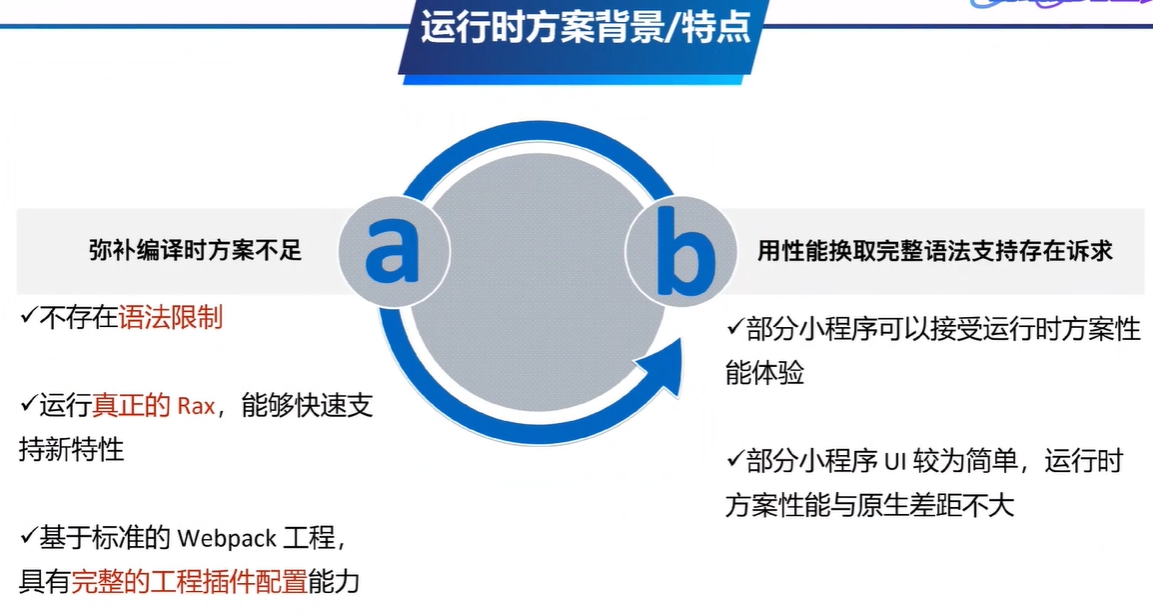 运行时方案背景/特点
a
弥补编译时方案不足
✓不存在语法限制
✓运行真正的 Rax，能够快速支
持新特性
✓基于标准的 Webpack 工程，
具有完整的工程插件配置能力
b
用性能换取完整语法支持存在诉求
✓部分小程序可以接受运行时方案性
能体验
✓部分小程序 UI 较为简单，运行时
方案性能与原生差距不大